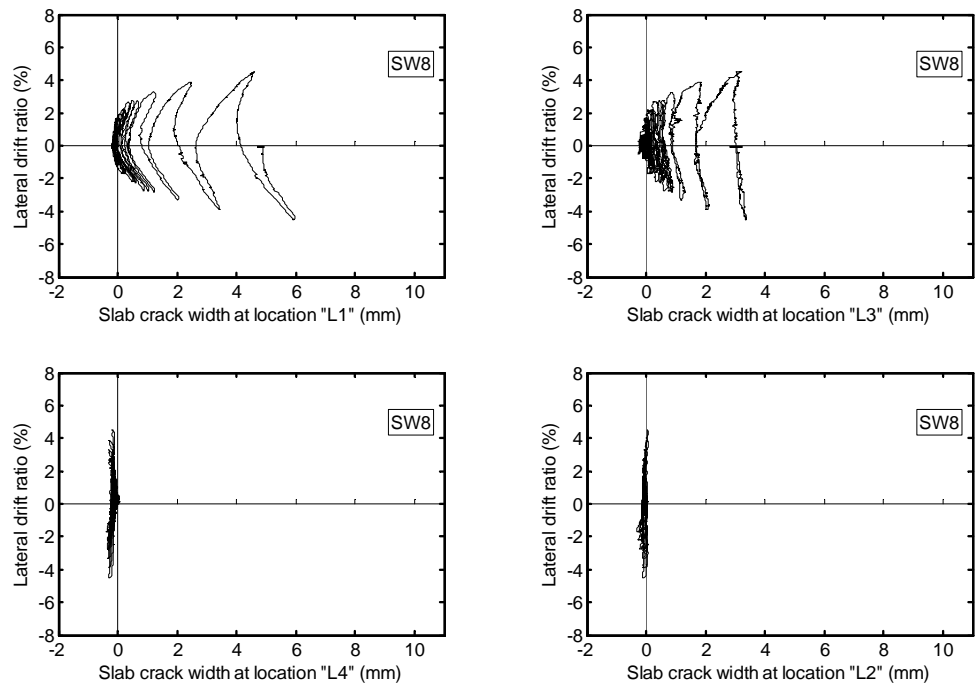 8
6
4
2
0
-2
-4
-6
-8
Lateral drift ratio (%)
SW8
-2 0 2 4 6 8 10
Slab crack width at location "L1" (mm)
8
6
4
2
0
-2
-4
-6
-8
Lateral drift ratio (%)
SW8
-2 0 2 4 6 8 10
Slab crack width at location "L3" (mm)
8
6
4
2
0
-2
-4
-6
-8
Lateral drift ratio (%)
SW8
-2 0 2 4 6 8 10
Slab crack width at location "L4" (mm)
8
6
4
2
0
-2
-4
-6
-8
Lateral drift ratio (%)
SW8
-2 0 2 4 6 8 10
Slab crack width at location "L2" (mm)